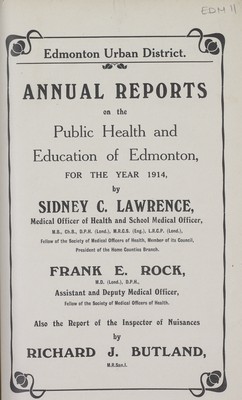 EDM 11
Edmonton Urban District.
ANNUAL REPORTS
on the
Public Health and
Education of Edmonton,
FOR THE YEAR 1914,
by
SIDNEY C. LAWRENCE,
Medical Officer of Health and School Medical Officer,
M.B., Ch.B., D.P.H. (Lond.), M.R.C.S. (Eng.), L.R.C.P. (Lond.),
Fellow of the Society of Medical Officers of Health, Member of its Council,
President of the Home Counties Branch.
FRANK E. ROCK,
M.D. (Lond.), D.P.H.,
Assistant and Deputy Medical Officer,
Fellow of the Society of Medical Officers of Health.
Also the Report of the Inspector of Nuisances
by
RICHARD J. BUTLAND,
M.R.San.I.